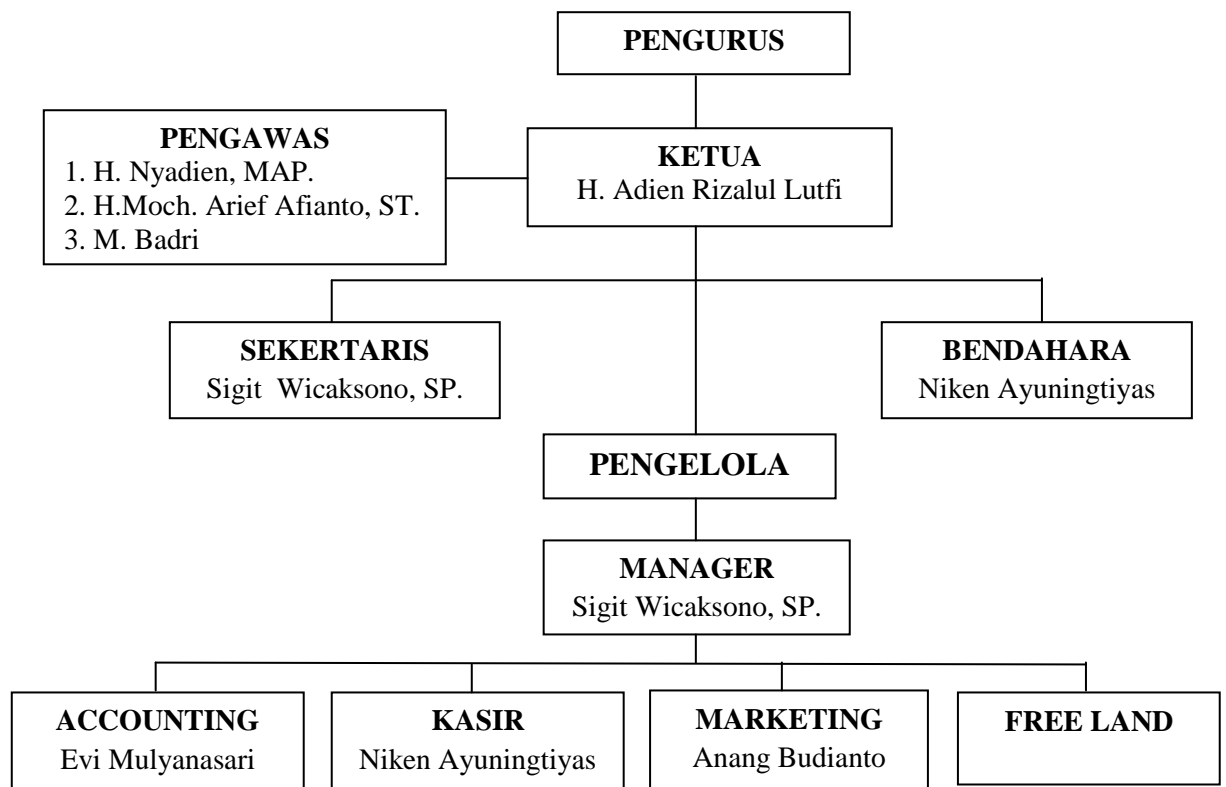 PENGURUS
PENGAWAS
1. H. Nyadien, MAP.
2. H.Moch. Arief Afianto, ST.
3. M. Badri
KETUA
H. Adien Rizalul Lutfi
SEKERTARIS
Sigit Wicaksono, SP.
BENDAHARA
Niken Ayuningtiyas
PENGELOLA
MANAGER
Sigit Wicaksono, SP.
ACCOUNTING
Evi Mulyanasari
KASIR
Niken Ayuningtiyas
MARKETING
Anang Budianto
FREE LAND